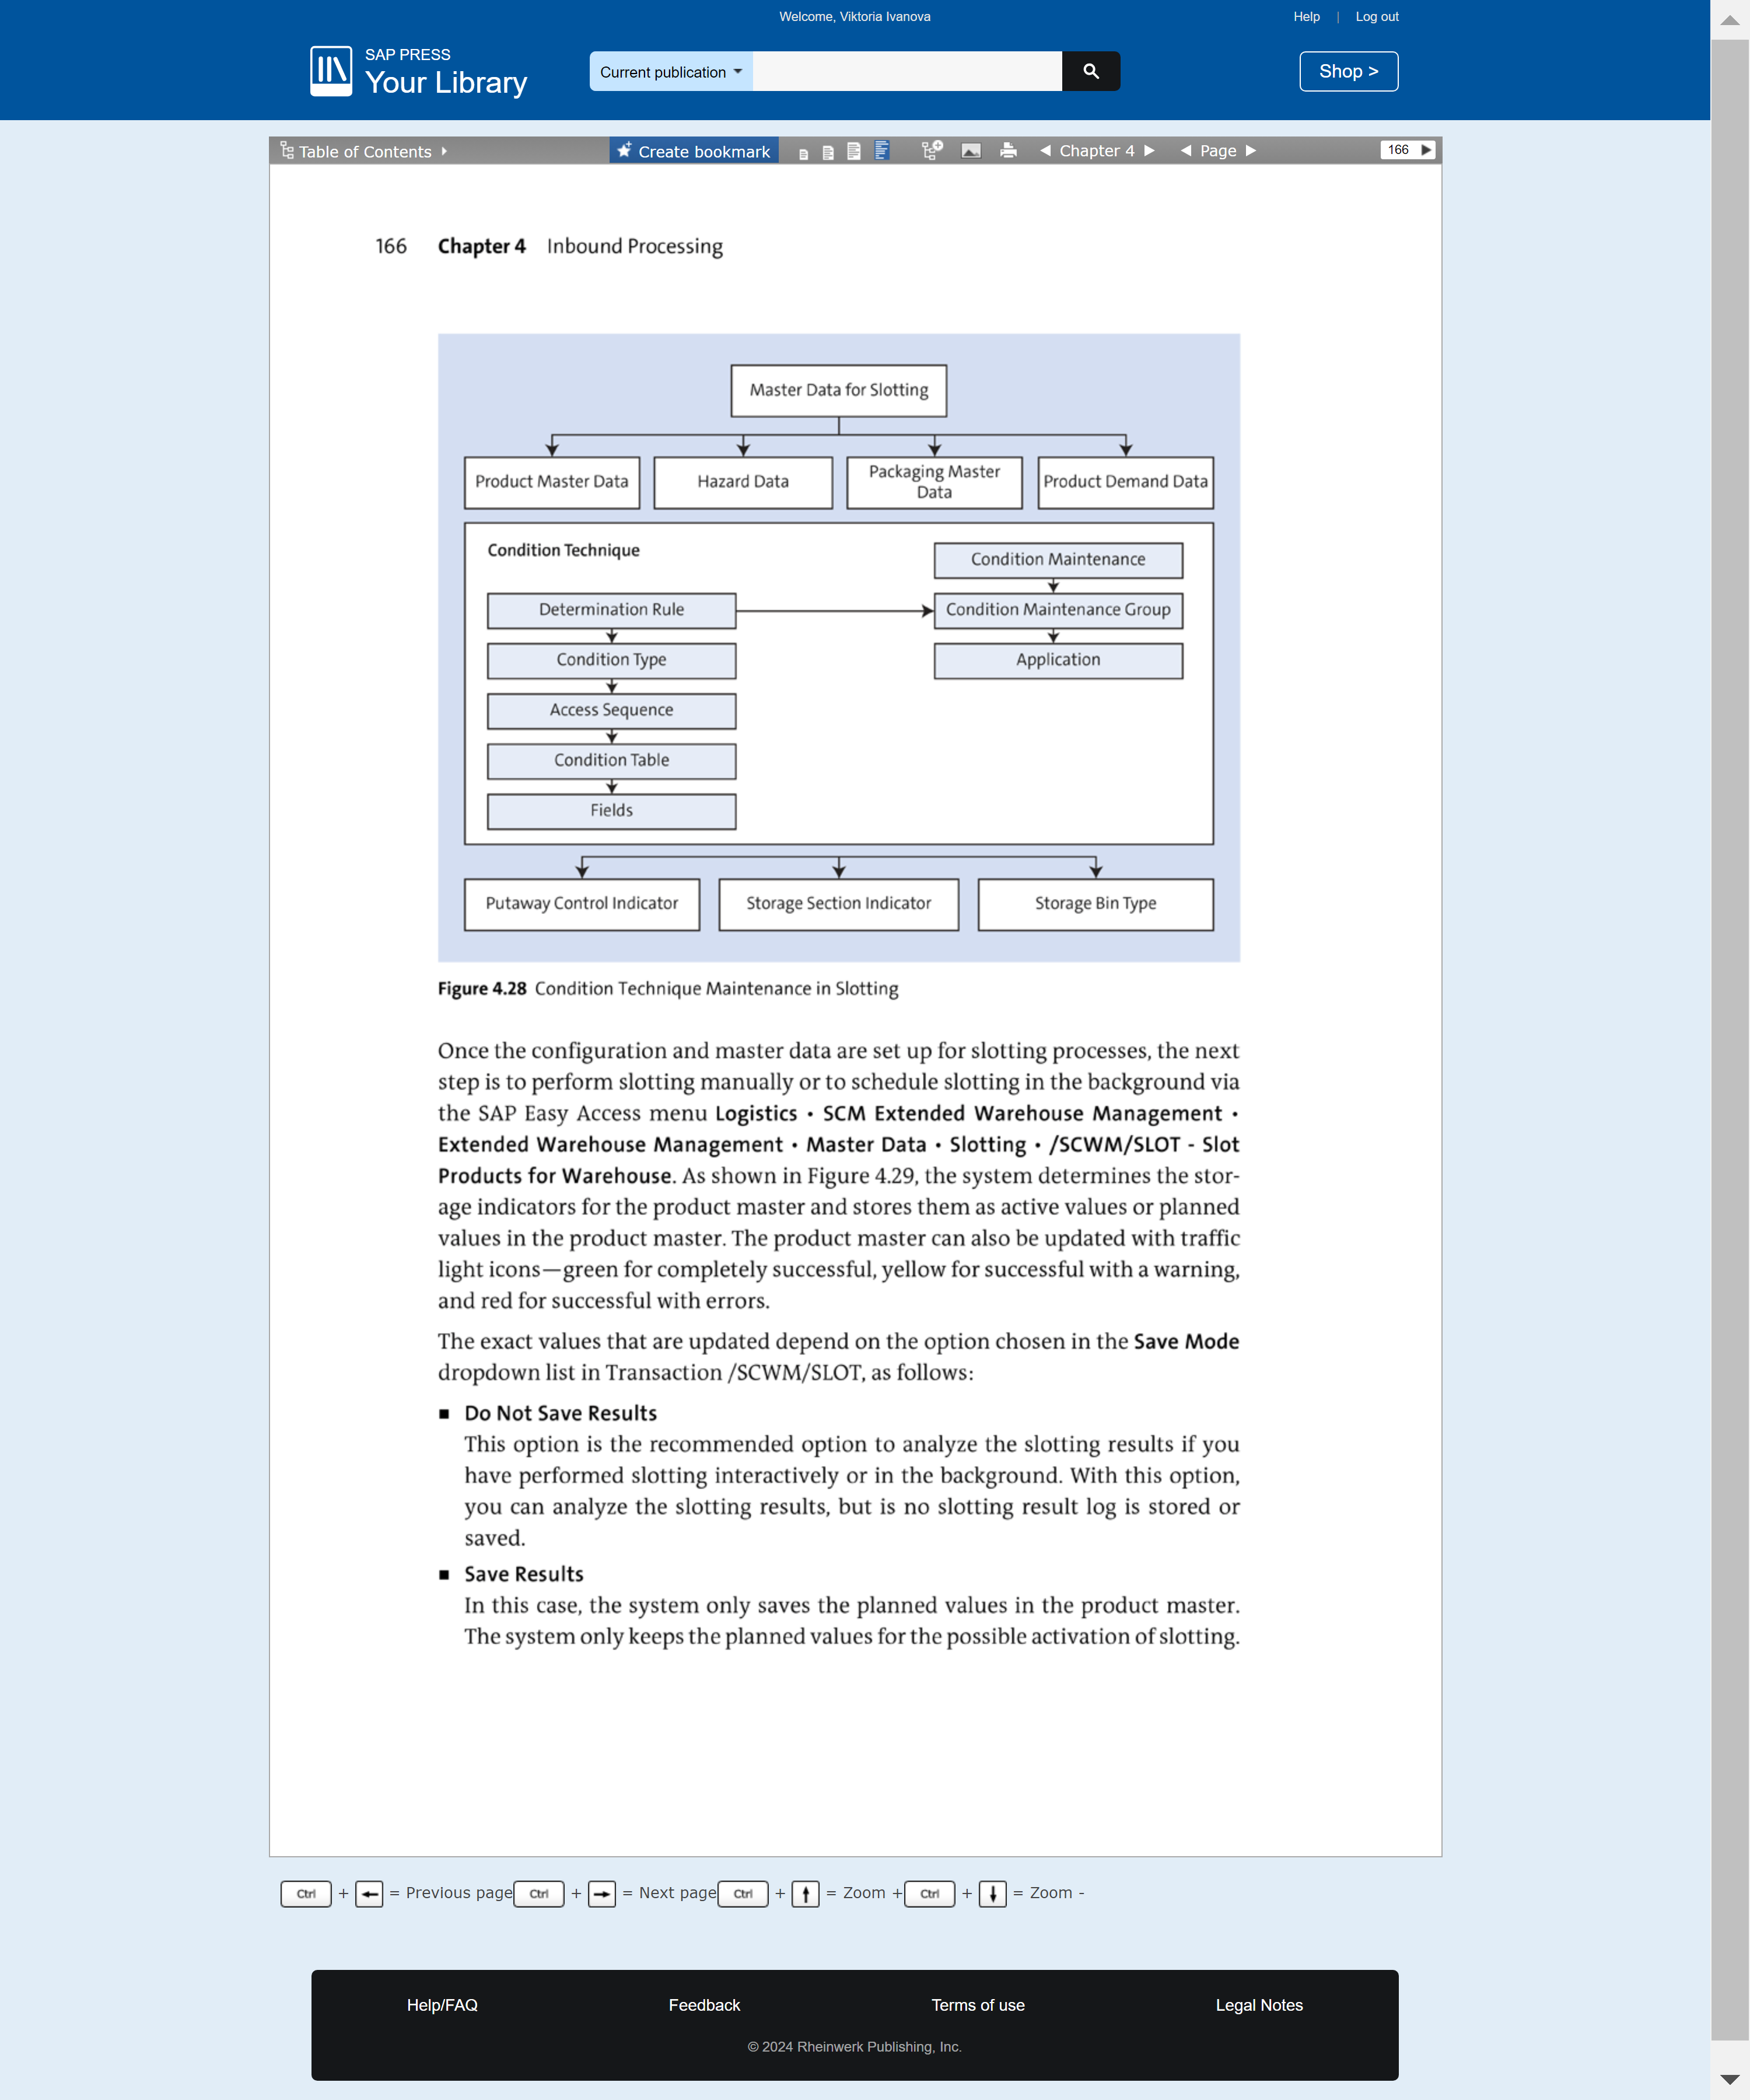 Welcome, Viktoria Ivanova
Help | Log out
SAP PRESS
Your Library
Current publication
Shop >
Table of Contents
Create bookmark
Chapter 4
Page
166
166 Chapter 4 Inbound Processing
Master Data for Slotting
Product Master Data
Hazard Data
Packaging Master
Data
Product Demand Data
Condition Technique
Condition Maintenance
Determination Rule
Condition Maintenance Group
Condition Type
Application
Access Sequence
Condition Table
Fields
Putaway Control Indicator
Storage Section Indicator
Storage Bin Type
Figure 4.28 Condition Technique Maintenance in Slotting
Once the configuration and master data are set up for slotting processes, the next
step is to perform slotting manually or to schedule slotting in the background via
the SAP Easy Access menu Logistics • SCM Extended Warehouse Management •
Extended Warehouse Management • Master Data • Slotting • /SCWM/SLOT - Slot
Products for Warehouse. As shown in Figure 4.29, the system determines the stor-
age indicators for the product master and stores them as active values or planned
values in the product master. The product master can also be updated with traffic
light icons—green for completely successful, yellow for successful with a warning,
and red for successful with errors.
The exact values that are updated depend on the option chosen in the Save Mode
dropdown list in Transaction /SCWM/SLOT, as follows:
■ Do Not Save Results
This option is the recommended option to analyze the slotting results if you
have performed slotting interactively or in the background. With this option,
you can analyze the slotting results, but is no slotting result log is stored or
saved.
■ Save Results
In this case, the system only saves the planned values in the product master.
The system only keeps the planned values for the possible activation of slotting.
Ctrl + ← = Previous page Ctrl + → = Next page Ctrl + ↑ = Zoom + Ctrl + ↓ = Zoom -
Help/FAQ
Feedback
Terms of use
Legal Notes
© 2024 Rheinwerk Publishing, Inc.